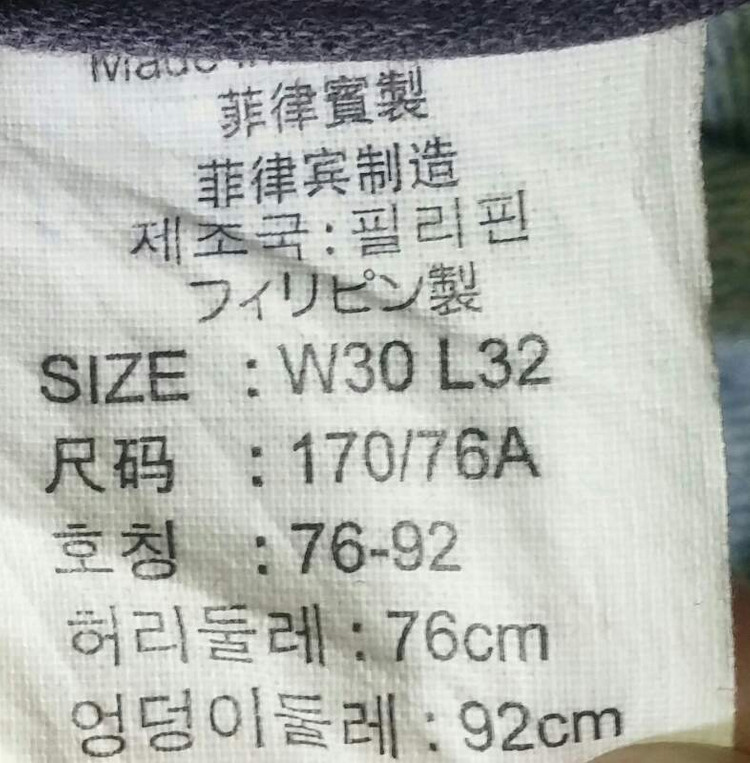 Made in
菲律賓製
菲律宾制造
제조국 : 필리핀
フィリピン製
SIZE : W30 L32
尺码 : 170/76A
호칭 : 76-92
허리둘레 : 76cm
엉덩이둘레 : 92cm